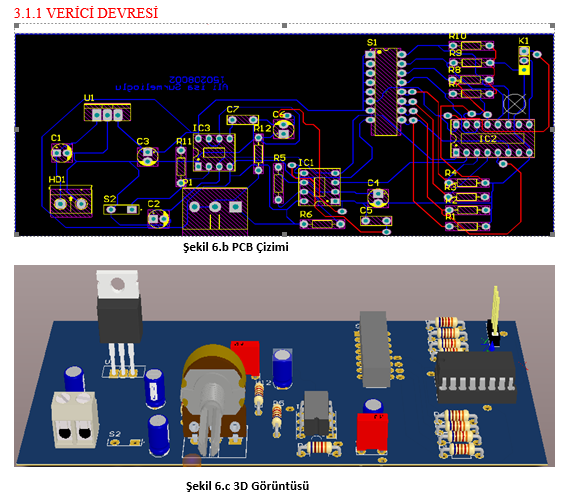 3.1.1 VERİCİ DEVRESİ
S1
R10
R9
R8
R7
K1
U1
C7
C6
C1
C3
R11
IC3
R12
IC2
HD1
S2
C2
P1
R5
IC1
C4
R4
R3
R2
R1
R6
C5
Şekil 6.b PCB Çizimi
S2
Şekil 6.c 3D Görüntüsü